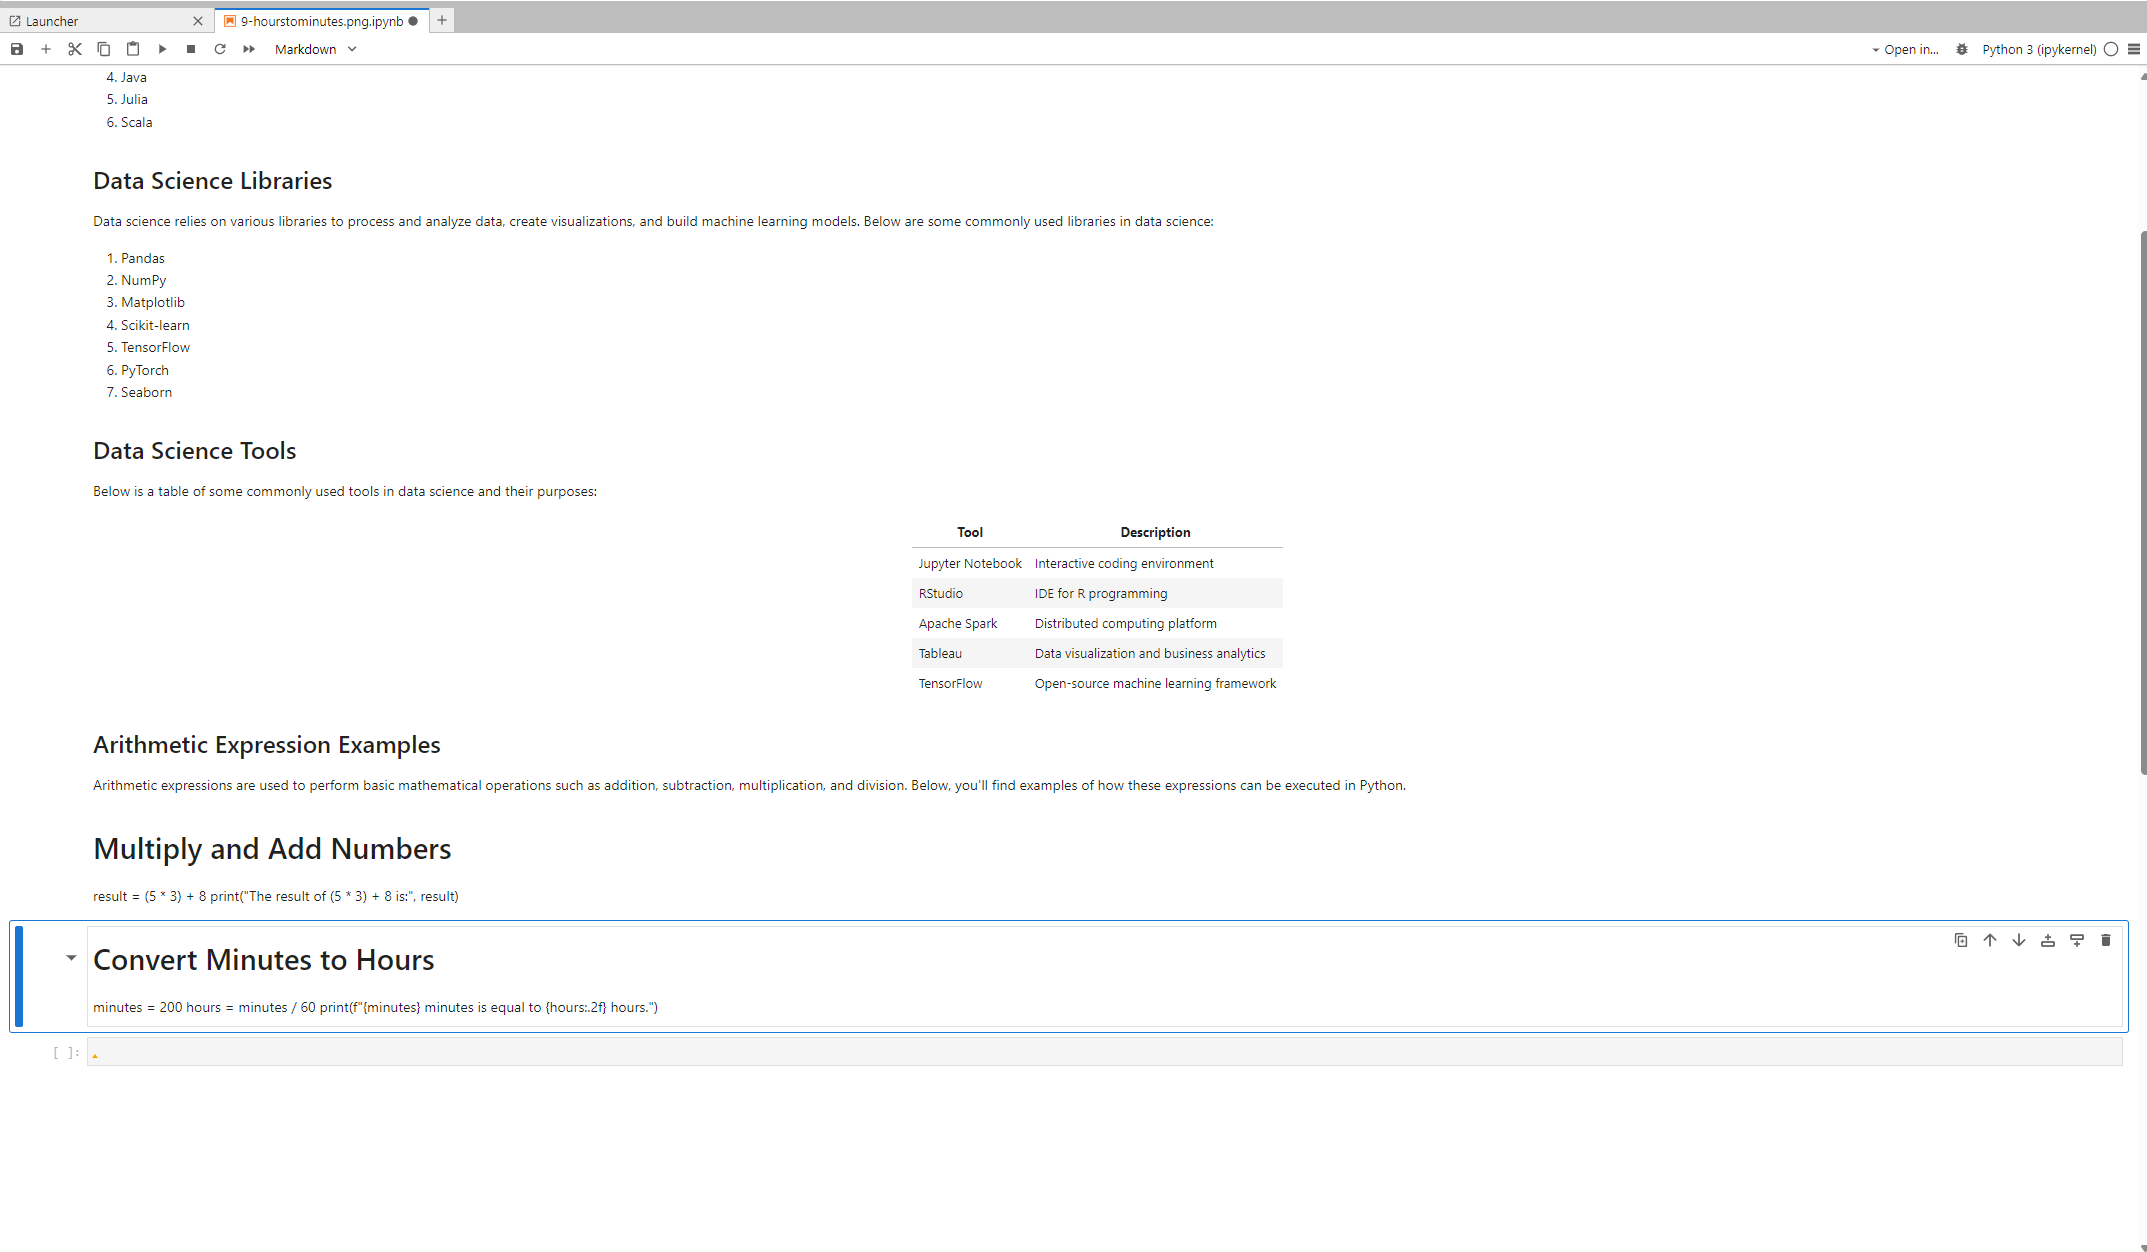 Launcher
9-hourstominutes.png.ipynb
Markdown
Open in...
Python 3 (ipykernel)
4. Java
5. Julia
6. Scala
Data Science Libraries
Data science relies on various libraries to process and analyze data, create visualizations, and build machine learning models. Below are some commonly used libraries in data science:
1. Pandas
2. NumPy
3. Matplotlib
4. Scikit-learn
5. TensorFlow
6. PyTorch
7. Seaborn
Data Science Tools
Below is a table of some commonly used tools in data science and their purposes:
Tool Description
Jupyter Notebook Interactive coding environment
RStudio IDE for R programming
Apache Spark Distributed computing platform
Tableau Data visualization and business analytics
TensorFlow Open-source machine learning framework
Arithmetic Expression Examples
Arithmetic expressions are used to perform basic mathematical operations such as addition, subtraction, multiplication, and division. Below, you'll find examples of how these expressions can be executed in Python.
Multiply and Add Numbers
result = (5 * 3) + 8 print("The result of (5 * 3) + 8 is:", result)
Convert Minutes to Hours
minutes = 200 hours = minutes / 60 print(f"{minutes} minutes is equal to {hours:.2f} hours.")
[ ]: